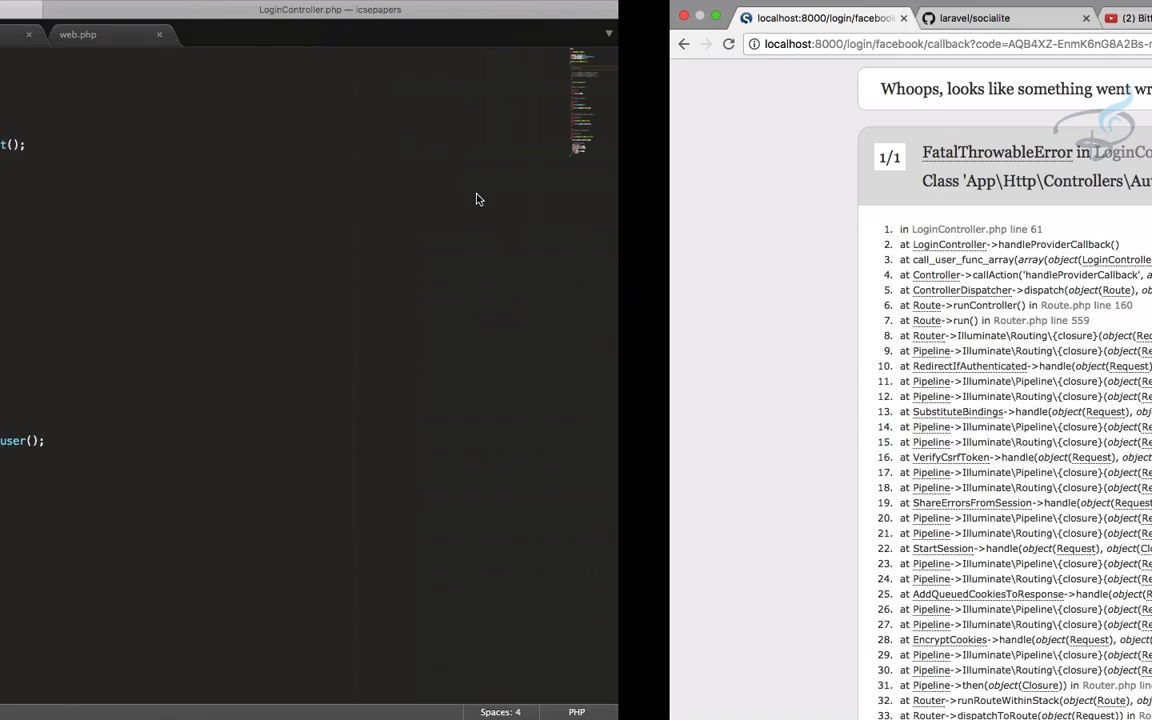 LoginController.php — icsepapers
web.php
t();
user();
Spaces: 4 PHP
localhost:8000/login/facebook
laravel/socialite
(2) Bit
localhost:8000/login/facebook/callback?code=AQB4XZ-EnmK6nG8A2Bs-
Whoops, looks like something went wr
1/1
FatalThrowableError in LoginCo
Class 'App\Http\Controllers\Au
1. in LoginController.php line 61
2. at LoginController->handleProviderCallback()
3. at call_user_func_array(array(object(LoginControlle
4. at Controller->callAction('handleProviderCallback', a
5. at ControllerDispatcher->dispatch(object(Route), ob
6. at Route->runController() in Route.php line 160
7. at Route->run() in Router.php line 559
8. at Router->Illuminate\Routing\{closure}(object(Req
9. at Pipeline->Illuminate\Routing\{closure}(object(Re
10. at RedirectIfAuthenticated->handle(object(Request)
11. at Pipeline->Illuminate\Pipeline\{closure}(object(Re
12. at Pipeline->Illuminate\Routing\{closure}(object(Re
13. at SubstituteBindings->handle(object(Request), obj
14. at Pipeline->Illuminate\Pipeline\{closure}(object(Re
15. at Pipeline->Illuminate\Routing\{closure}(object(Re
16. at VerifyCsrfToken->handle(object(Request), object
17. at Pipeline->Illuminate\Pipeline\{closure}(object(Re
18. at Pipeline->Illuminate\Routing\{closure}(object(Re
19. at ShareErrorsFromSession->handle(object(Request
20. at Pipeline->Illuminate\Pipeline\{closure}(object(Re
21. at Pipeline->Illuminate\Routing\{closure}(object(Re
22. at StartSession->handle(object(Request), object(Cl
23. at Pipeline->Illuminate\Pipeline\{closure}(object(Re
24. at Pipeline->Illuminate\Routing\{closure}(object(Re
25. at AddQueuedCookiesToResponse->handle(object(R
26. at Pipeline->Illuminate\Pipeline\{closure}(object(Re
27. at Pipeline->Illuminate\Routing\{closure}(object(Re
28. at EncryptCookies->handle(object(Request), object(
29. at Pipeline->Illuminate\Pipeline\{closure}(object(Re
30. at Pipeline->Illuminate\Routing\{closure}(object(Re
31. at Pipeline->then(object(Closure)) in Router.php lin
32. at Router->runRouteWithinStack(object(Route), obj
33. at Router->dispatchToRoute(object(Request)) in Ro